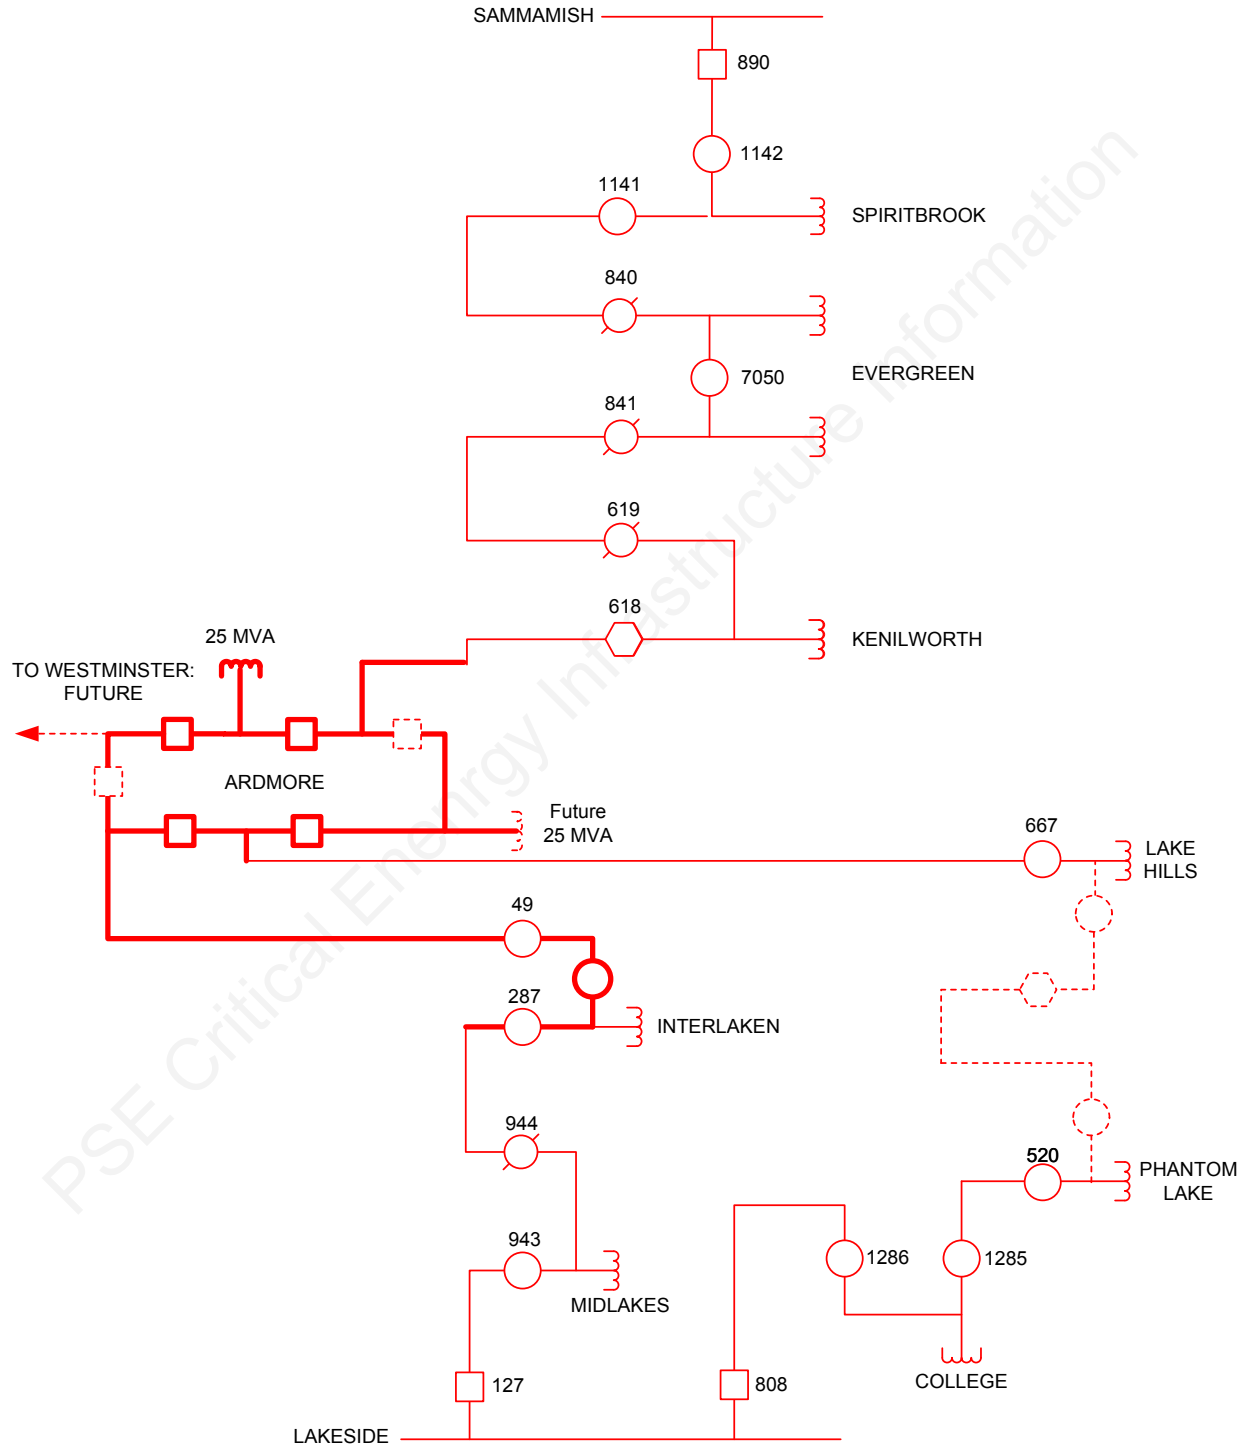 SAMMAMISH
890
1142
1141
SPIRITBROOK
840
7050
EVERGREEN
841
619
618
KENILWORTH
25 MVA
TO WESTMINSTER:
FUTURE
ARDMORE
Future
25 MVA
667
LAKE
HILLS
49
287
INTERLAKEN
944
520
PHANTOM
LAKE
943
1286
1285
MIDLAKES
127
808
COLLEGE
LAKESIDE
PSE Critical Enenrgy Infrastructure Information